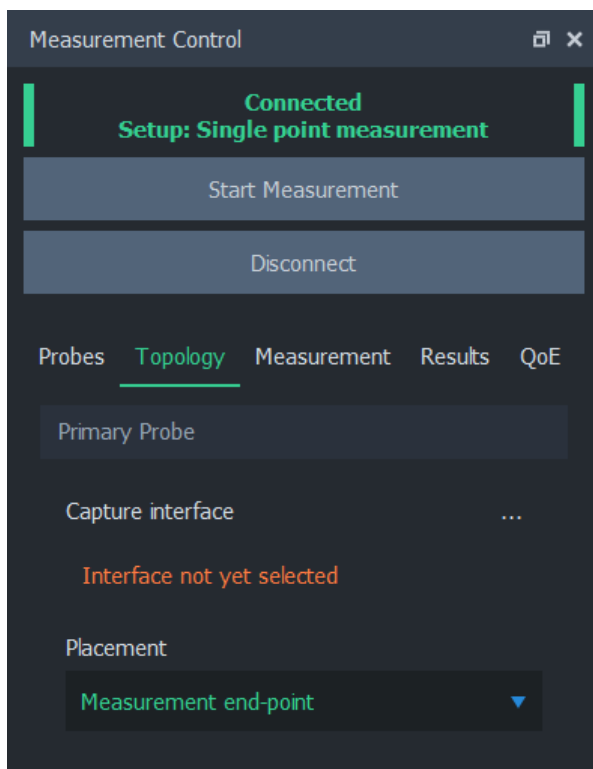 Measurement Control
Connected
Setup: Single point measurement
Start Measurement
Disconnect
Probes Topology Measurement Results QoE
Primary Probe
Capture interface ...
Interface not yet selected
Placement
Measurement end-point